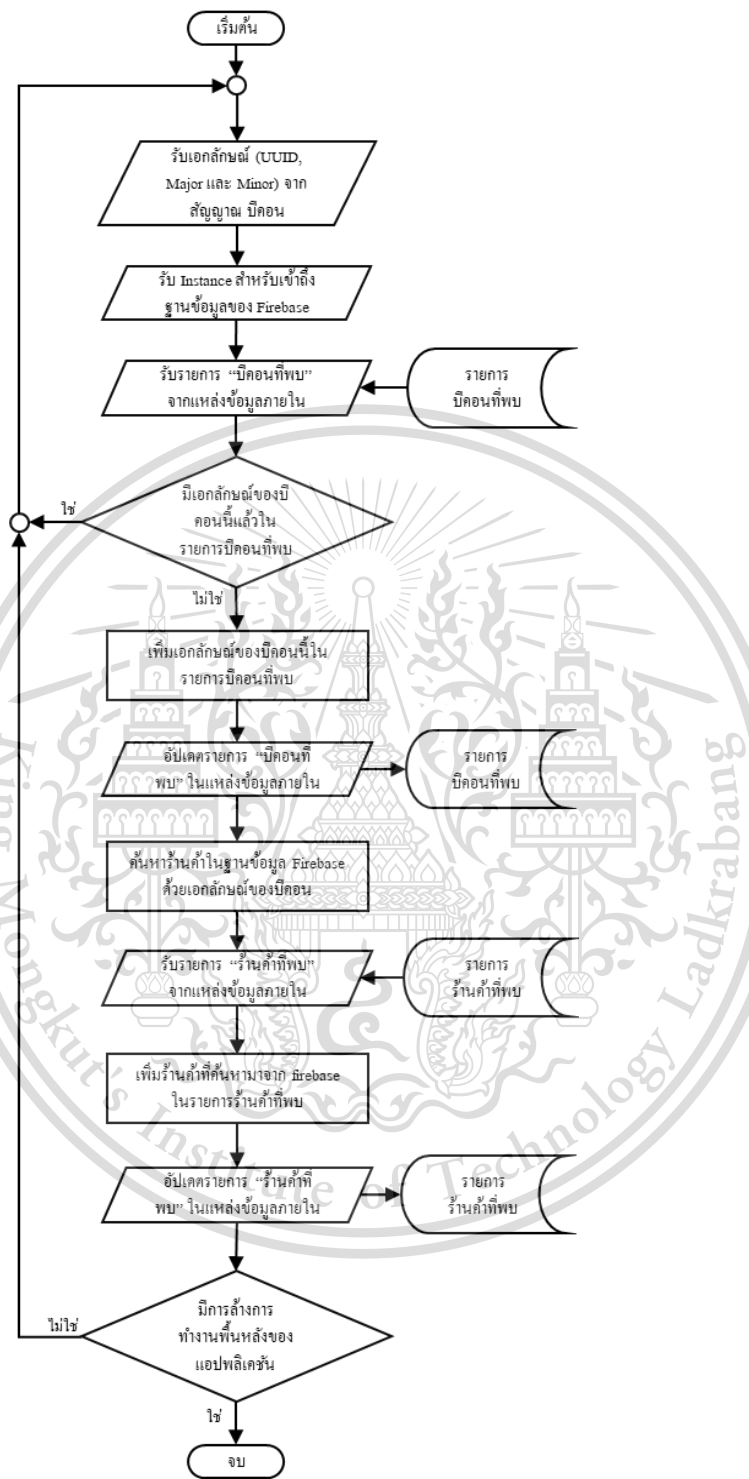 เริ่มต้น
รับเอกลักษณ์ (UUID,
Major และ Minor) จาก
สัญญาณ บีคอน
รับ Instance สำหรับเข้าถึง
ฐานข้อมูลของ Firebase
รับรายการ “บีคอนที่พบ”
จากแหล่งข้อมูลภายใน
รายการ
บีคอนที่พบ
มีเอกลักษณ์ของบี
คอนนี้แล้วใน
รายการบีคอนที่พบ
ใช่
ไม่ใช่
เพิ่มเอกลักษณ์ของบีคอนนี้ใน
รายการบีคอนที่พบ
อัปเดตรายการ “บีคอนที่
พบ” ในแหล่งข้อมูลภายใน
รายการ
บีคอนที่พบ
ค้นหาร้านค้าในฐานข้อมูล Firebase
ด้วยเอกลักษณ์ของบีคอน
รับรายการ “ร้านค้าที่พบ”
จากแหล่งข้อมูลภายใน
รายการ
ร้านค้าที่พบ
เพิ่มร้านค้าที่ค้นหามาจาก firebase
ในรายการร้านค้าที่พบ
อัปเดตรายการ “ร้านค้าที่
พบ” ในแหล่งข้อมูลภายใน
รายการ
ร้านค้าที่พบ
มีการล้างการ
ทำงานพื้นหลังของ
แอปพลิเคชัน
ไม่ใช่
ใช่
จบ
King Mongkut's Institute of Technology Ladkrabang